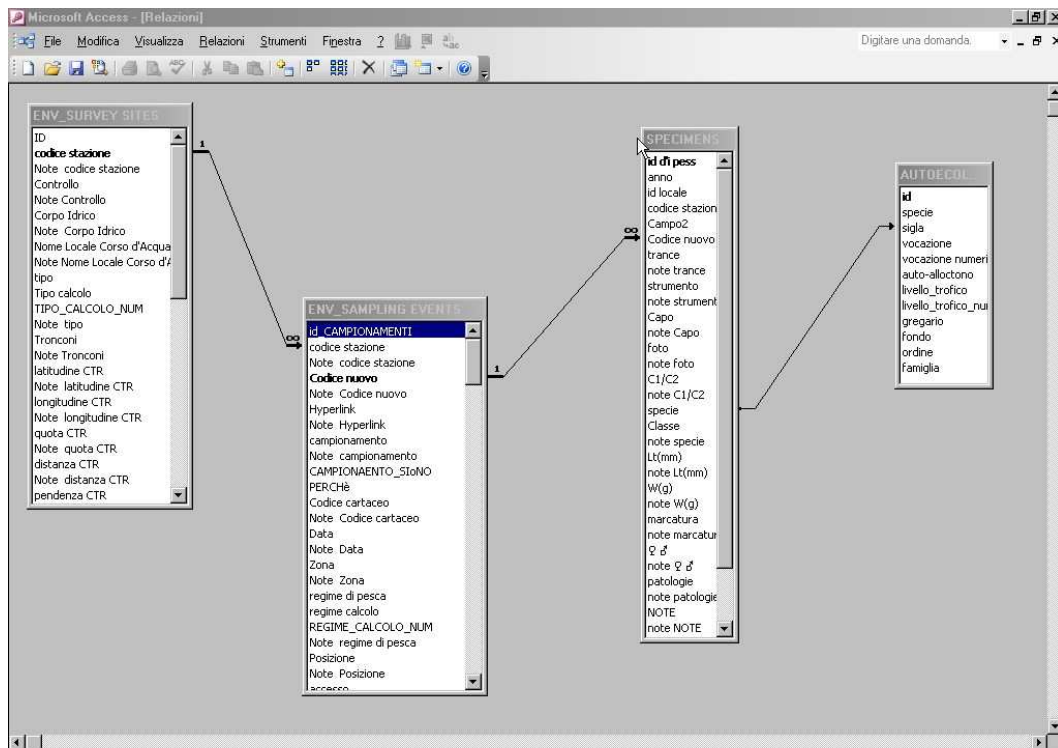 Microsoft Access - [Relazioni]
File Modifica Visualizza Relazioni Strumenti Finestra ?
Digitare una domanda.
ENV_SURVEY SITES
ID
codice stazione
Note codice stazione
Controllo
Note Controllo
Corpo Idrico
Note Corpo Idrico
Nome Locale Corso d'Acqua
Note Nome Locale Corso d'A
tipo
Tipo calcolo
TIPO_CALCOLO_NUM
Note tipo
Tronconi
Note Tronconi
latitudine CTR
Note latitudine CTR
longitudine CTR
Note longitudine CTR
quota CTR
Note quota CTR
distanza CTR
Note distanza CTR
pendenza CTR
1
∞
ENV_SAMPLING EVENTS
id_CAMPIONAMENTI
codice stazione
Note codice stazione
Codice nuovo
Note Codice nuovo
Hyperlink
Note Hyperlink
campionamento
Note campionamento
CAMPIONAENTO_SIoNO
PERCHè
Codice cartaceo
Note Codice cartaceo
Data
Note Data
Zona
Note Zona
regime di pesca
regime calcolo
REGIME_CALCOLO_NUM
Note regime di pesca
Posizione
Note Posizione
accesso
1
∞
SPECIMENS
id di pess
anno
id locale
codice stazion
Campo2
Codice nuovo
trance
note trance
strumento
note strument
Capo
note Capo
foto
note foto
C1/C2
note C1/C2
specie
Classe
note specie
Lt(mm)
note Lt(mm)
W(g)
note W(g)
marcatura
note marcatur
♀ ♂
note ♀ ♂
patologie
note patologie
NOTE
note NOTE
AUTOECOL...
id
specie
sigla
vocazione
vocazione numeri
auto-alloctono
livello_trofico
livello_trofico_nu
gregario
fondo
ordine
famiglia